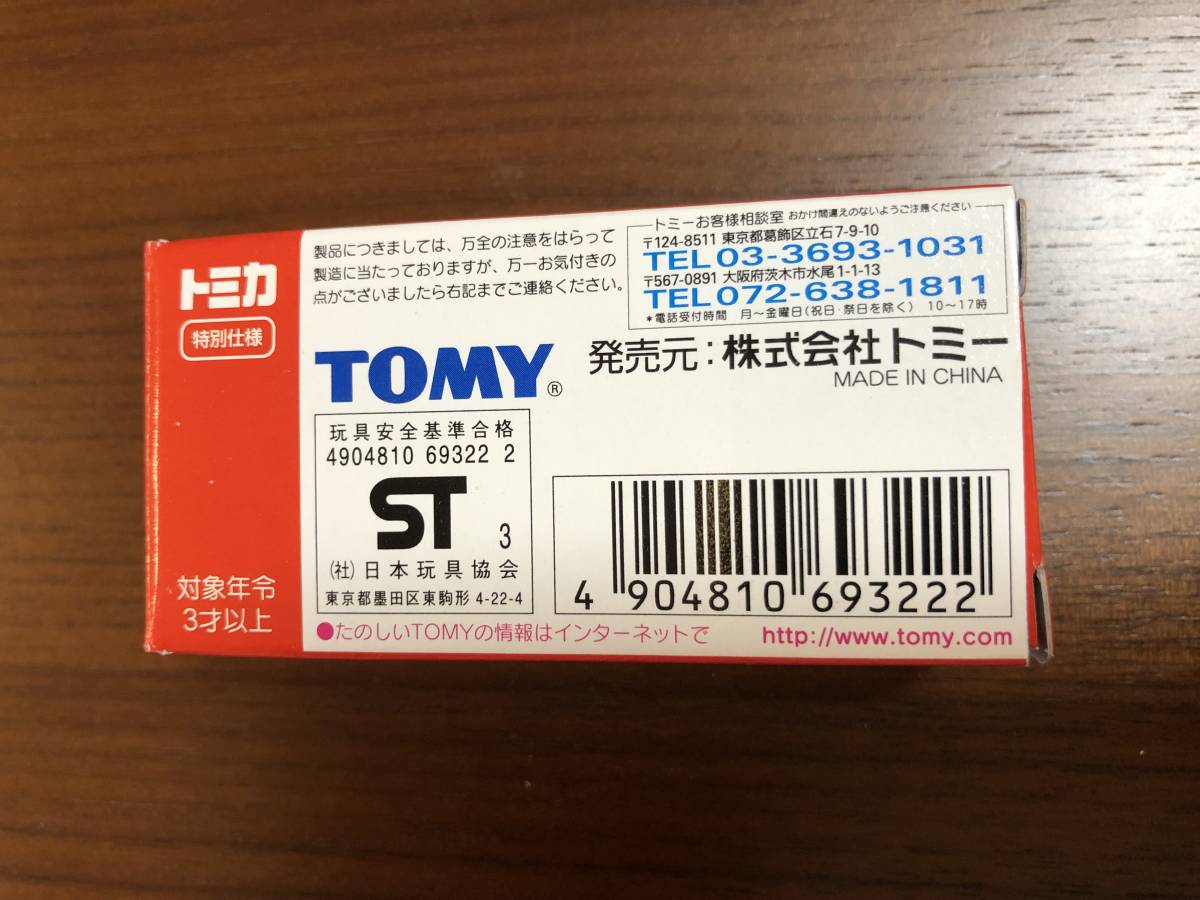 トミカ
特別仕様
対象年令
3才以上
製品につきましては、万全の注意をはらって
製造に当たっておりますが、万一お気付きの
点がございましたら右記までご連絡ください。
トミーお客様相談室 おかけ間違えのないようご注意ください
〒124-8511 東京都葛飾区立石7-9-10
TEL03-3693-1031
〒567-0891 大阪府茨木市水尾1-1-13
TEL072-638-1811
*電話受付時間 月〜金曜日(祝日·祭日を除く) 10〜17時
TOMY®
発売元:株式会社トミー
MADE IN CHINA
玩具安全基準合格
4904810 69322 2
ST 3
(社)日本玩具協会
東京都墨田区東駒形 4-22-4
4 904810 693222
●たのしいTOMYの情報はインターネットで http://www.tomy.com